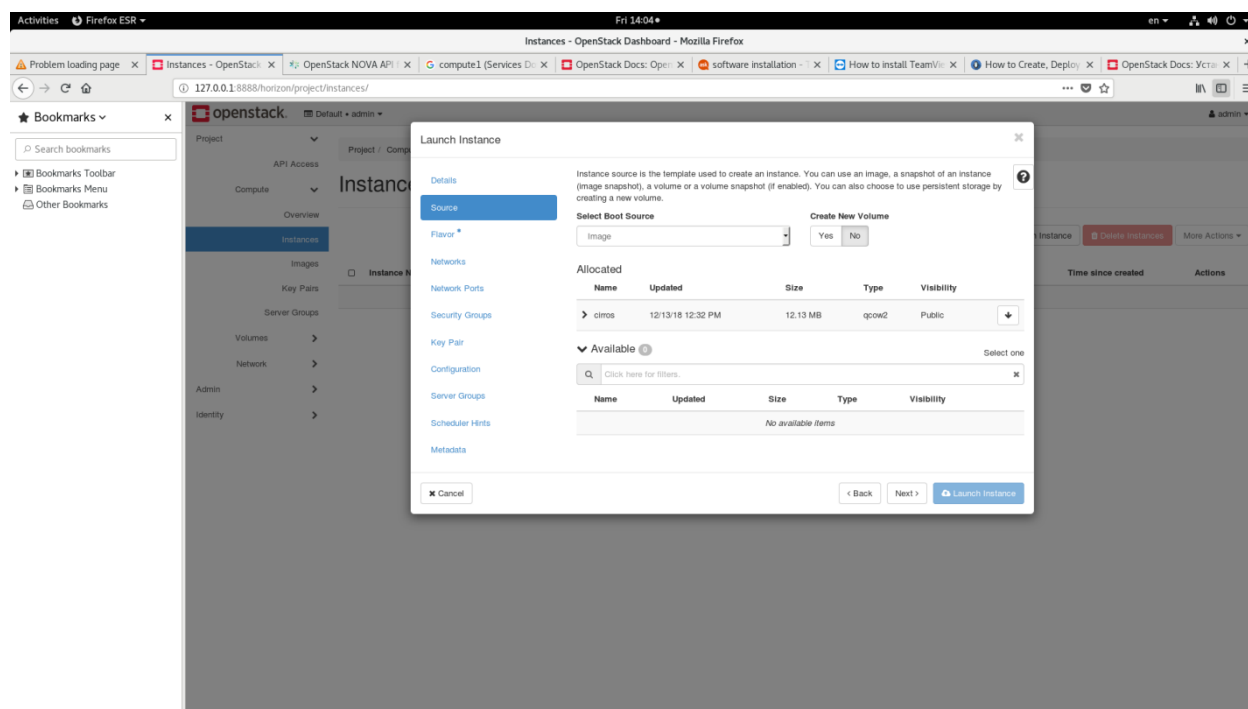 Activities Firefox ESR Fri 14:04 en
Instances - OpenStack Dashboard - Mozilla Firefox
Problem loading page Instances - OpenStack OpenStack NOVA API compute1 (Services OpenStack Docs: Open software installation - How to install TeamVie How to Create, Deploy OpenStack Docs: Уста
127.0.0.1:8888/horizon/project/instances/
Bookmarks
Search bookmarks
Bookmarks Toolbar
Bookmarks Menu
Other Bookmarks
openstack. Default • admin admin
Project
API Access
Compute
Overview
Instances
Images
Key Pairs
Server Groups
Volumes
Network
Admin
Identity
Project / Comp
Instanc
Instance Delete Instances More Actions
Instance N Time since created Actions
Launch Instance
Details
Source
Flavor *
Networks
Network Ports
Security Groups
Key Pair
Configuration
Server Groups
Scheduler Hints
Metadata
Instance source is the template used to create an instance. You can use an image, a snapshot of an instance
(image snapshot), a volume or a volume snapshot (if enabled). You can also choose to use persistent storage by
creating a new volume.
Select Boot Source Create New Volume
Image Yes No
Allocated
Name Updated Size Type Visibility
cirros 12/13/18 12:32 PM 12.13 MB qcow2 Public
Available 0 Select one
Click here for filters.
Name Updated Size Type Visibility
No available items
Cancel < Back Next > Launch Instance